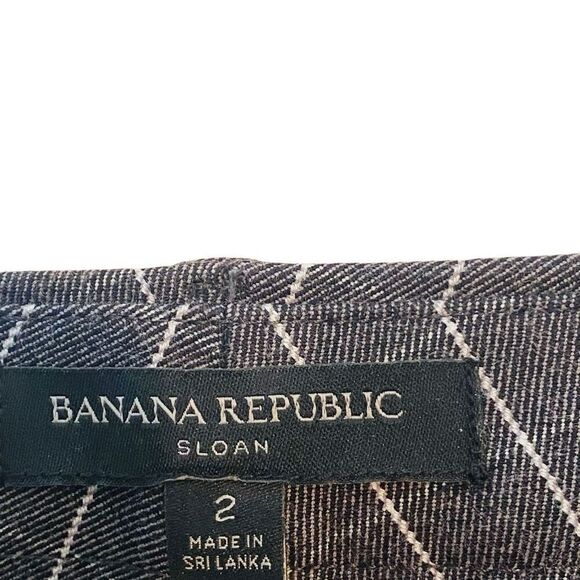 BANANA REPUBLIC
SLOAN
2
MADE IN
SRI LANKA